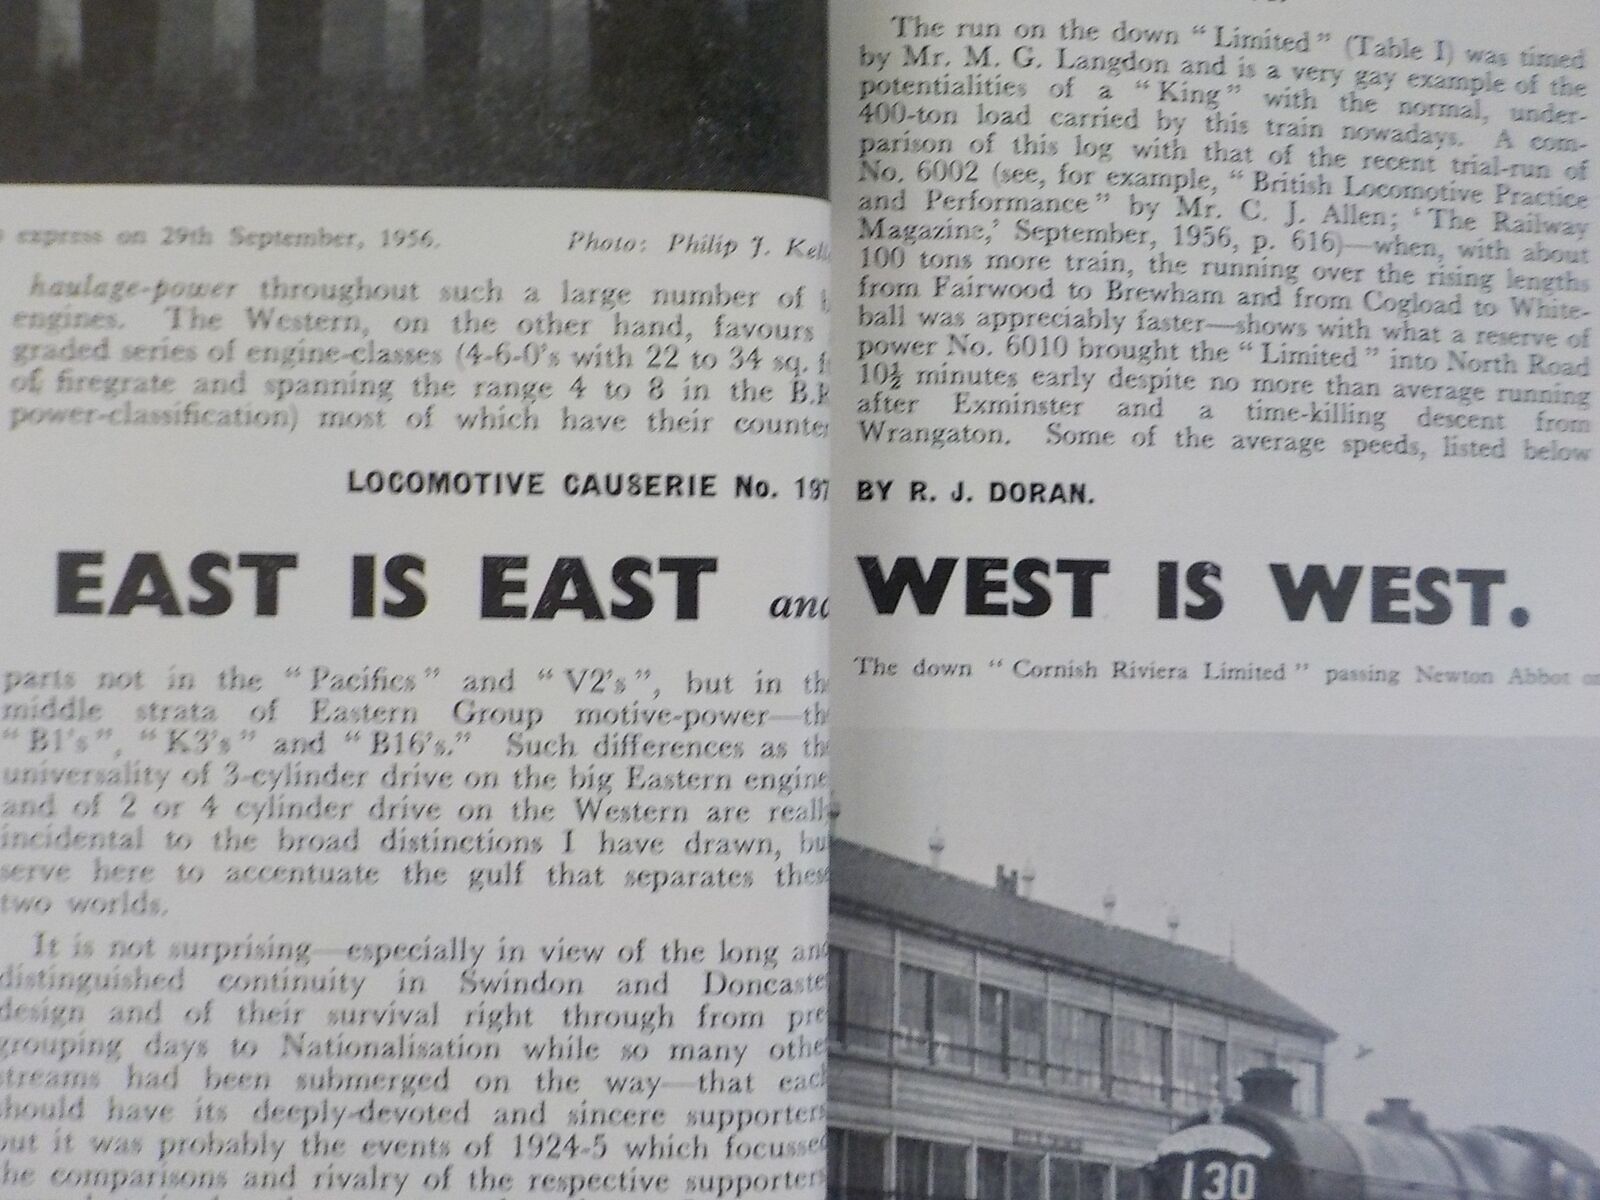 express on 29th September, 1956.
Photo: Philip J.
haulage-power throughout such a large number of
engines. The Western, on the other hand, favours
graded series of engine-classes (4-6-0's with 22 to 34 sq.
of firegrate and spanning the range 4 to 8 in the B.R
power-classification) most of which have their counter
LOCOMOTIVE CAUSERIE No. 197
EAST IS EAST and
parts not in the "Pacifics" and "V2's", but in th
middle strata of Eastern Group motive-power—th
"B1's", "K3's" and "B16's." Such differences as th
universality of 3-cylinder drive on the big Eastern engine
and of 2 or 4 cylinder drive on the Western are really
incidental to the broad distinctions I have drawn, bu
serve here to accentuate the gulf that separates these
two worlds.
It is not surprising—especially in view of the long and
distinguished continuity in Swindon and Doncaste
design and of their survival right through from pre
grouping days to Nationalisation while so many othe
streams had been submerged on the way—that each
should have its deeply-devoted and sincere supporters
but it was probably the events of 1924-5 which focussed
the comparisons and rivalry of the respective supporters
The run on the down "Limited" (Table I) was timed
by Mr. M. G. Langdon and is a very gay example of the
potentialities of a "King" with the normal, under-
400-ton load carried by this train nowadays. A com-
parison of this log with that of the recent trial-run of
No. 6002 (see, for example, "British Locomotive Practice
and Performance" by Mr. C. J. Allen; 'The Railway
Magazine,' September, 1956, p. 616)—when, with about
100 tons more train, the running over the rising lengths
from Fairwood to Brewham and from Cogload to White-
ball was appreciably faster—shows with what a reserve of
power No. 6010 brought the "Limited" into North Road
10½ minutes early despite no more than average running
after Exminster and a time-killing descent from
Wrangaton. Some of the average speeds, listed below
BY R. J. DORAN.
WEST IS WEST.
The down "Cornish Riviera Limited" passing Newton Abbot on
130